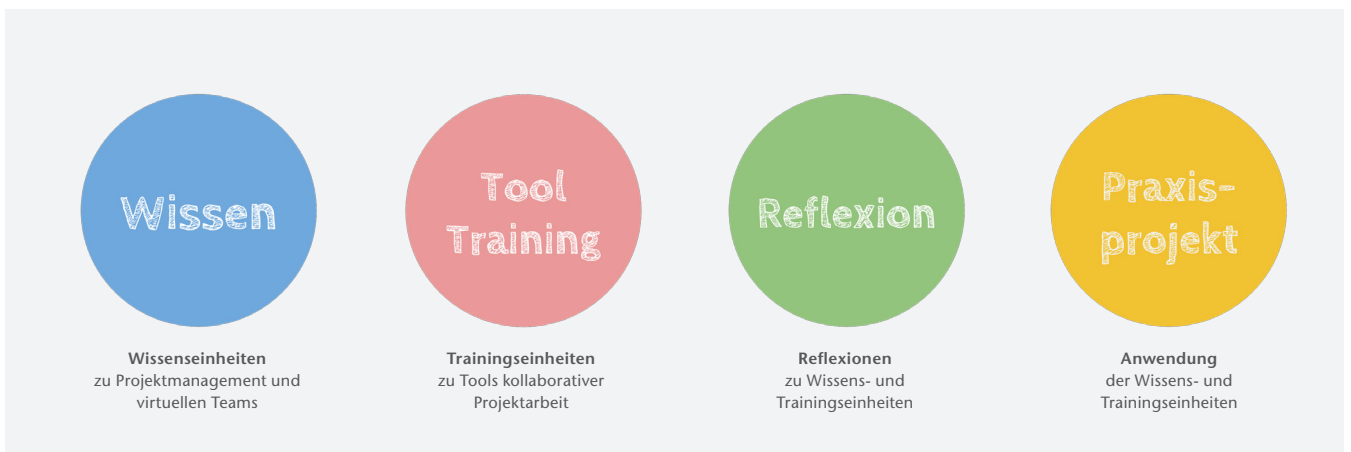 Wissen
Tool
Training
Reflexion
Praxis-
projekt
Wissenseinheiten
zu Projektmanagement und
virtuellen Teams
Trainingseinheiten
zu Tools kollaborativer
Projektarbeit
Reflexionen
zu Wissens- und
Trainingseinheiten
Anwendung
der Wissens- und
Trainingseinheiten